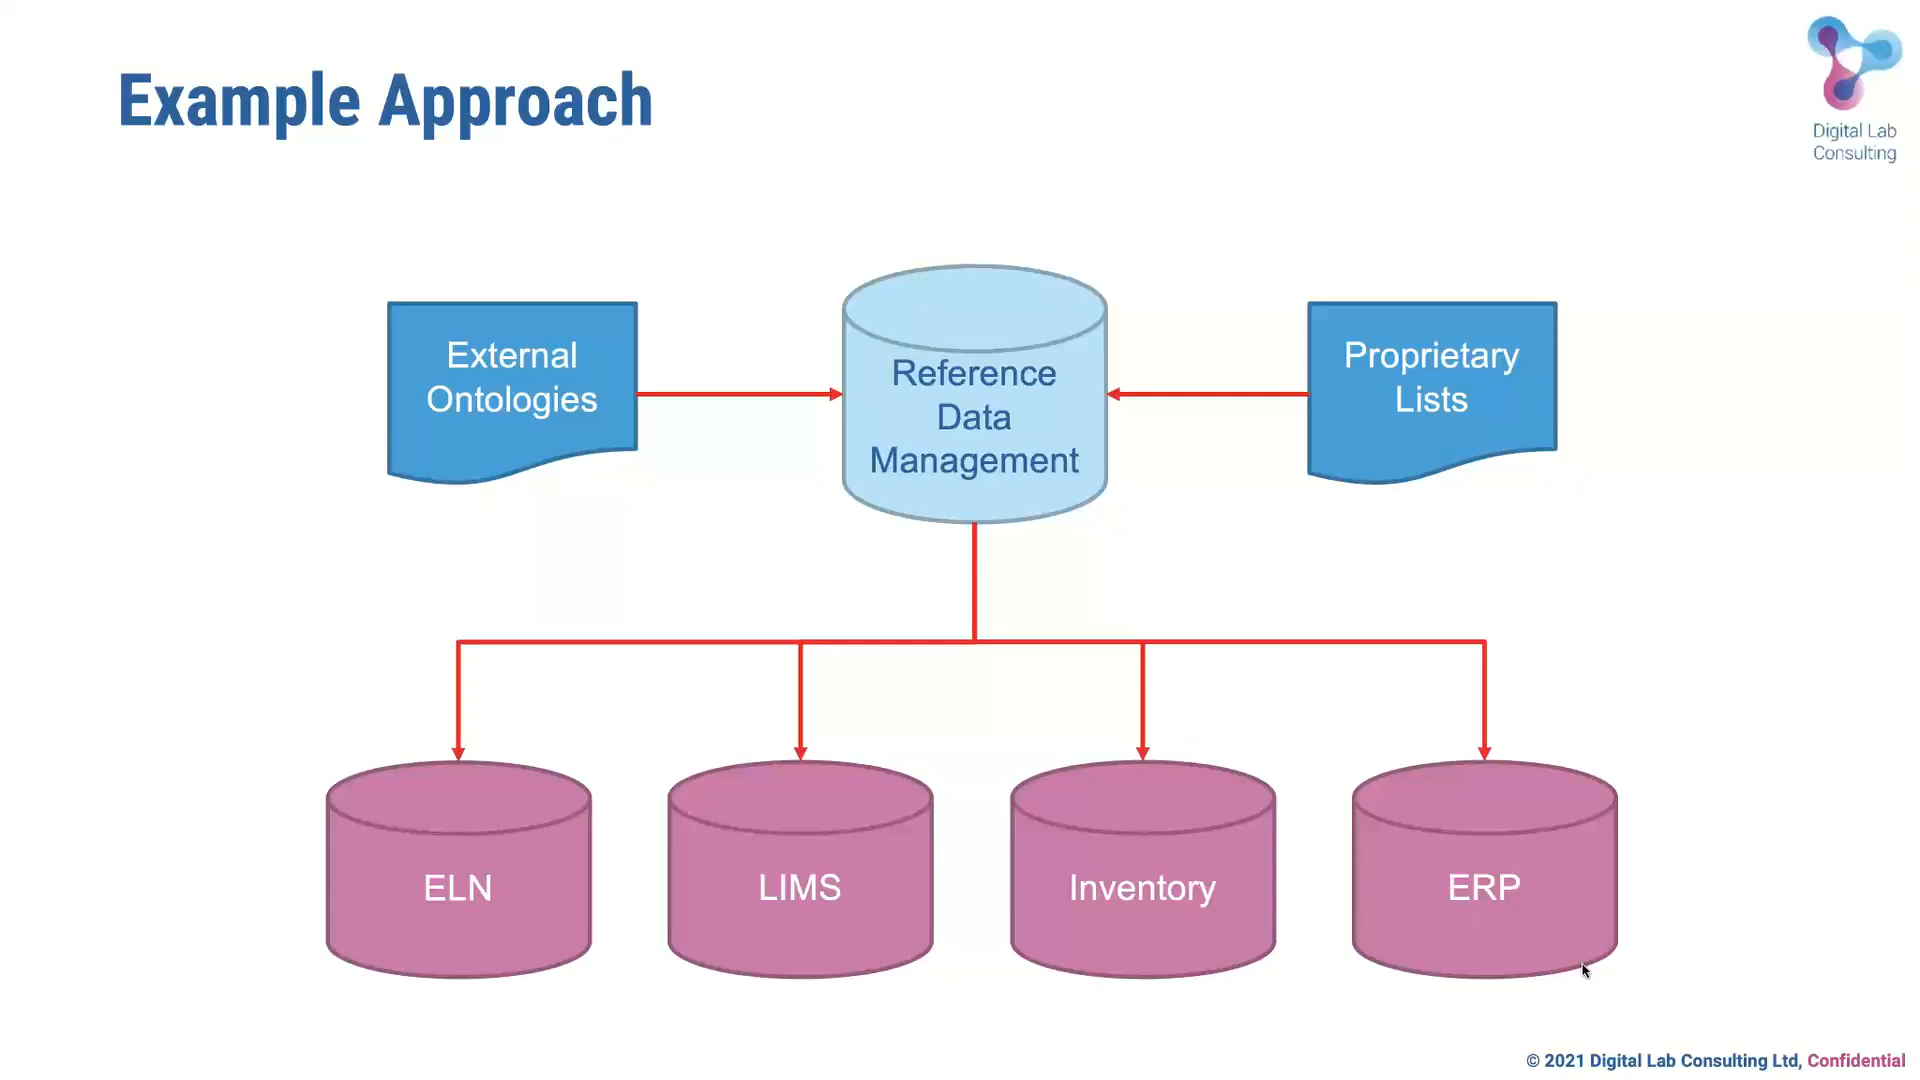 Example Approach
Digital Lab
Consulting
External
Ontologies
Reference
Data
Management
Proprietary
Lists
ELN
LIMS
Inventory
ERP
© 2021 Digital Lab Consulting Ltd, Confidential